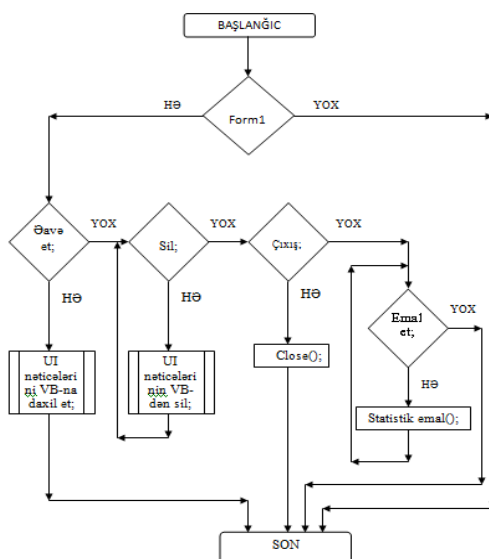 BAŞLANĞIC
HƏ
YOX
Form1
Əavə
et;
YOX
Sil;
YOX
Çıxış;
YOX
HƏ
HƏ
HƏ
Emal
et;
YOX
UI
nəticələri
ni VB-na
daxil et;
UI
nəticələri
nin VB-
dən sil;
Close();
HƏ
Statistik emal();
SON